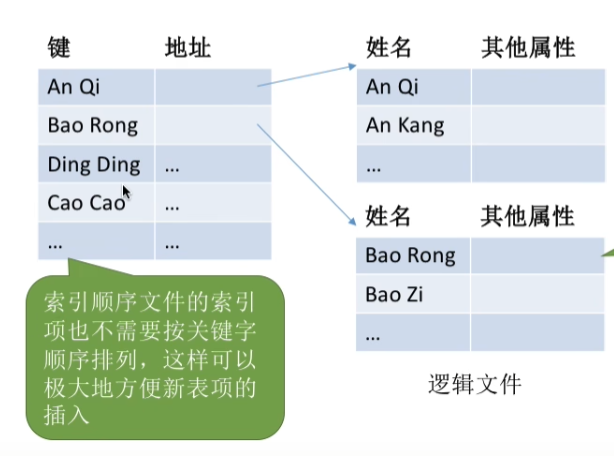 键 地址
An Qi
Bao Rong
Ding Ding ...
Cao Cao ...
... ...
索引顺序文件的索引
项也不需要按关键字
顺序排列，这样可以
极大地方便新表项的
插入
姓名 其他属性
An Qi
An Kang
...
姓名 其他属性
Bao Rong
Bao Zi
...
逻辑文件